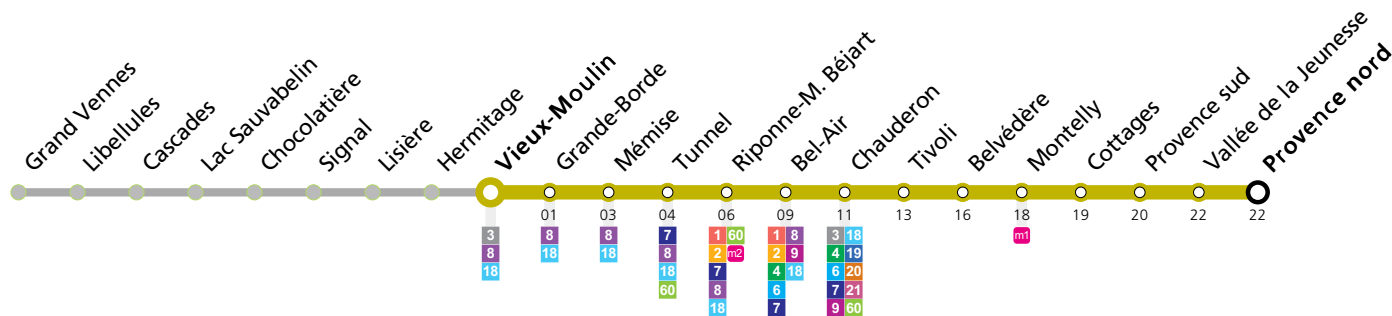 Grand Vennes
Libellules
Cascades
Lac Sauvabelin
Chocolatière
Signal
Lisière
Hermitage
Vieux-Moulin
Grande-Borde
Mémise
Tunnel
Riponne-M. Béjart
Bel-Air
Chauderon
Tivoli
Belvédère
Montelly
Cottages
Provence sud
Vallée de la Jeunesse
Provence nord
01 03 04 06 09 11 13 16 18 19 20 22 22
3 8 8 7 1 60 1 8 3 18 m1
8 18 18 8 2 m2 2 9 4 19
18 18 7 4 18 6 20
60 8 6 7 21
18 7 9 60